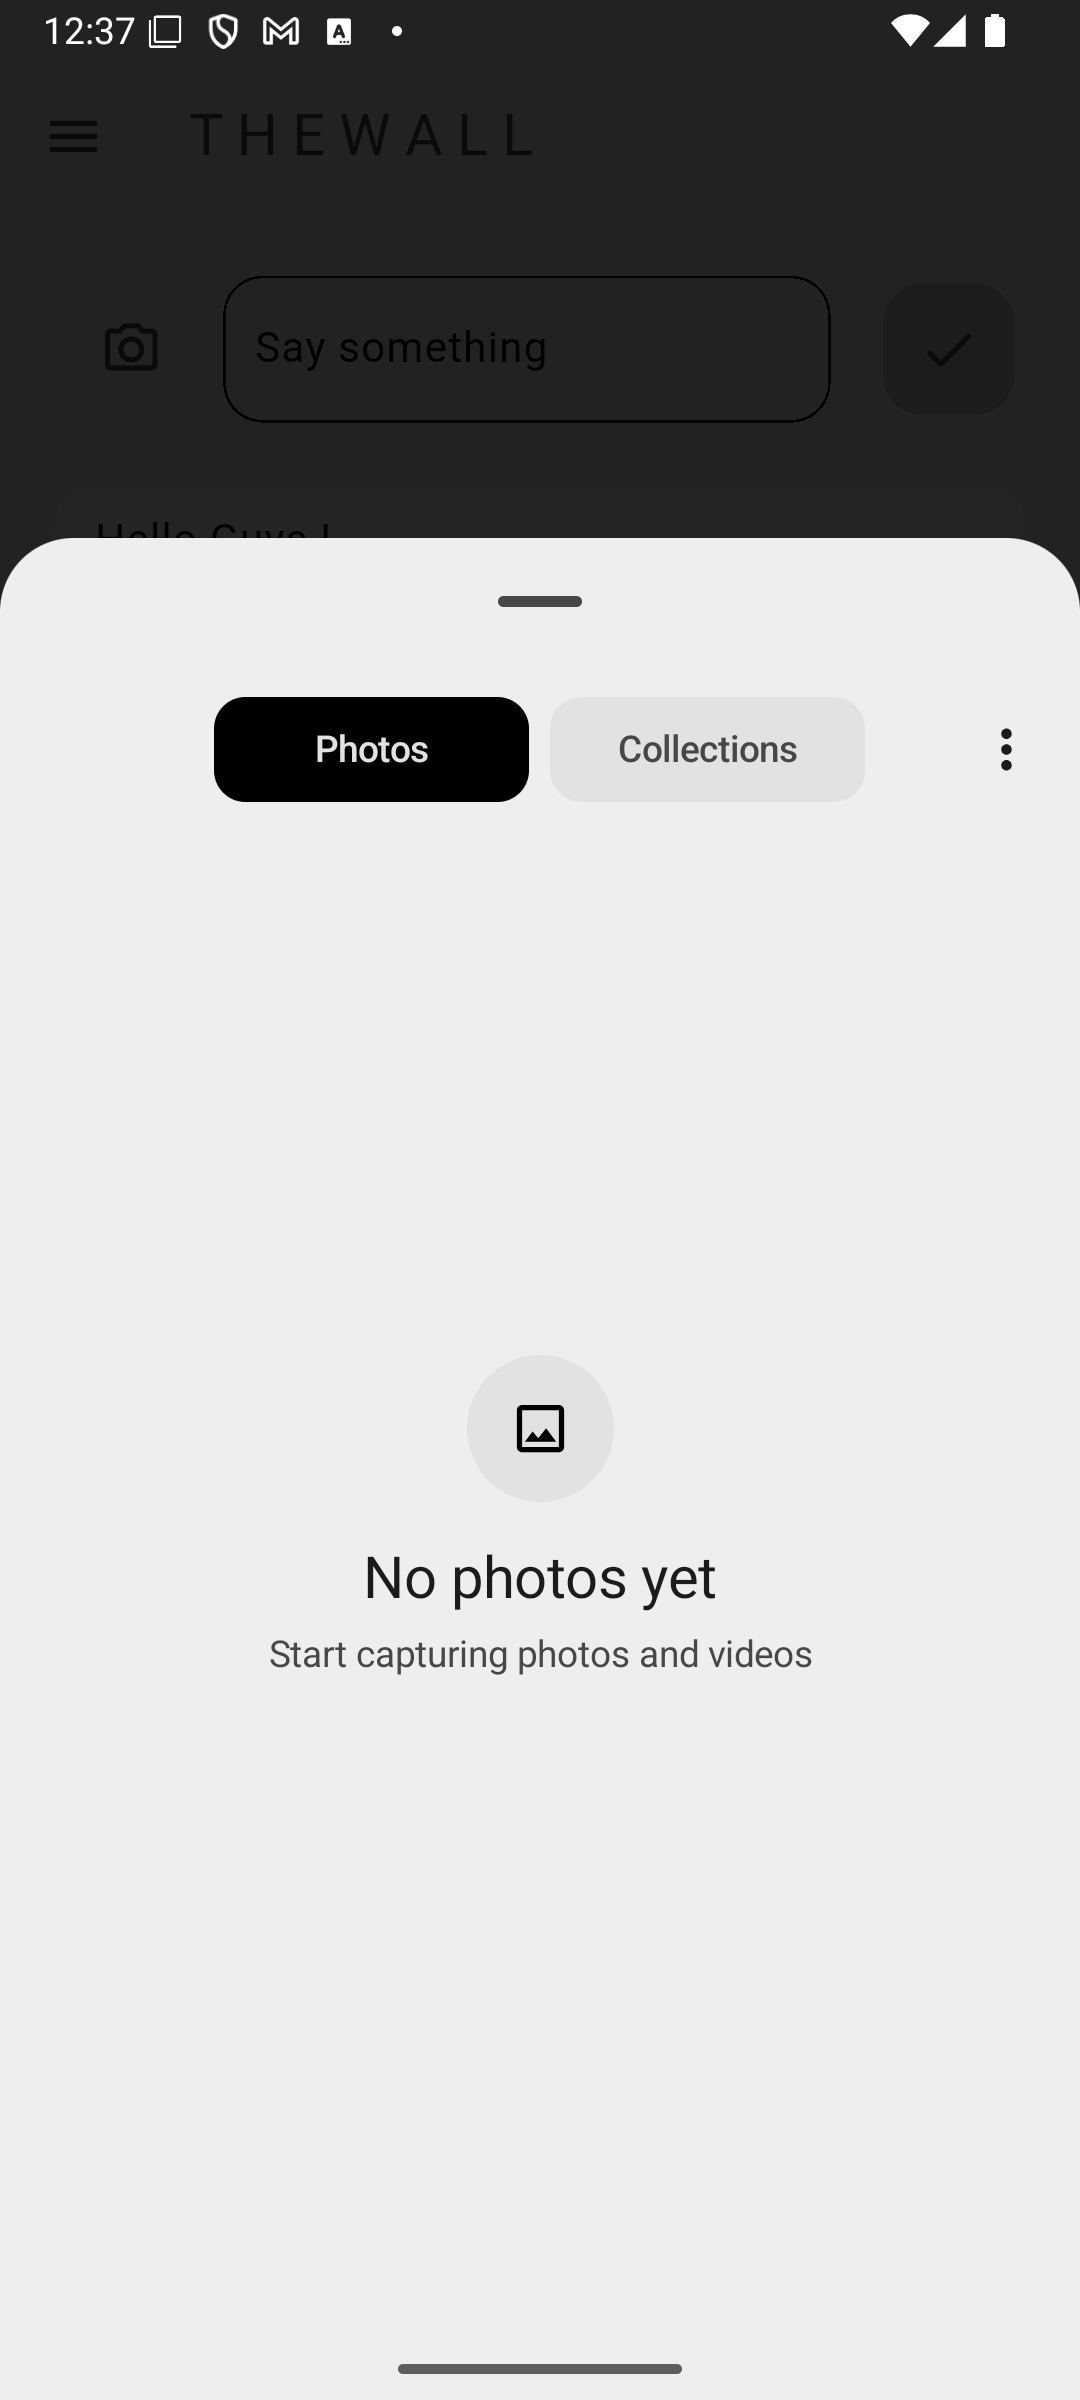 12:37
THEWALL
Say something
Hello Guys !
Photos
Collections
No photos yet
Start capturing photos and videos